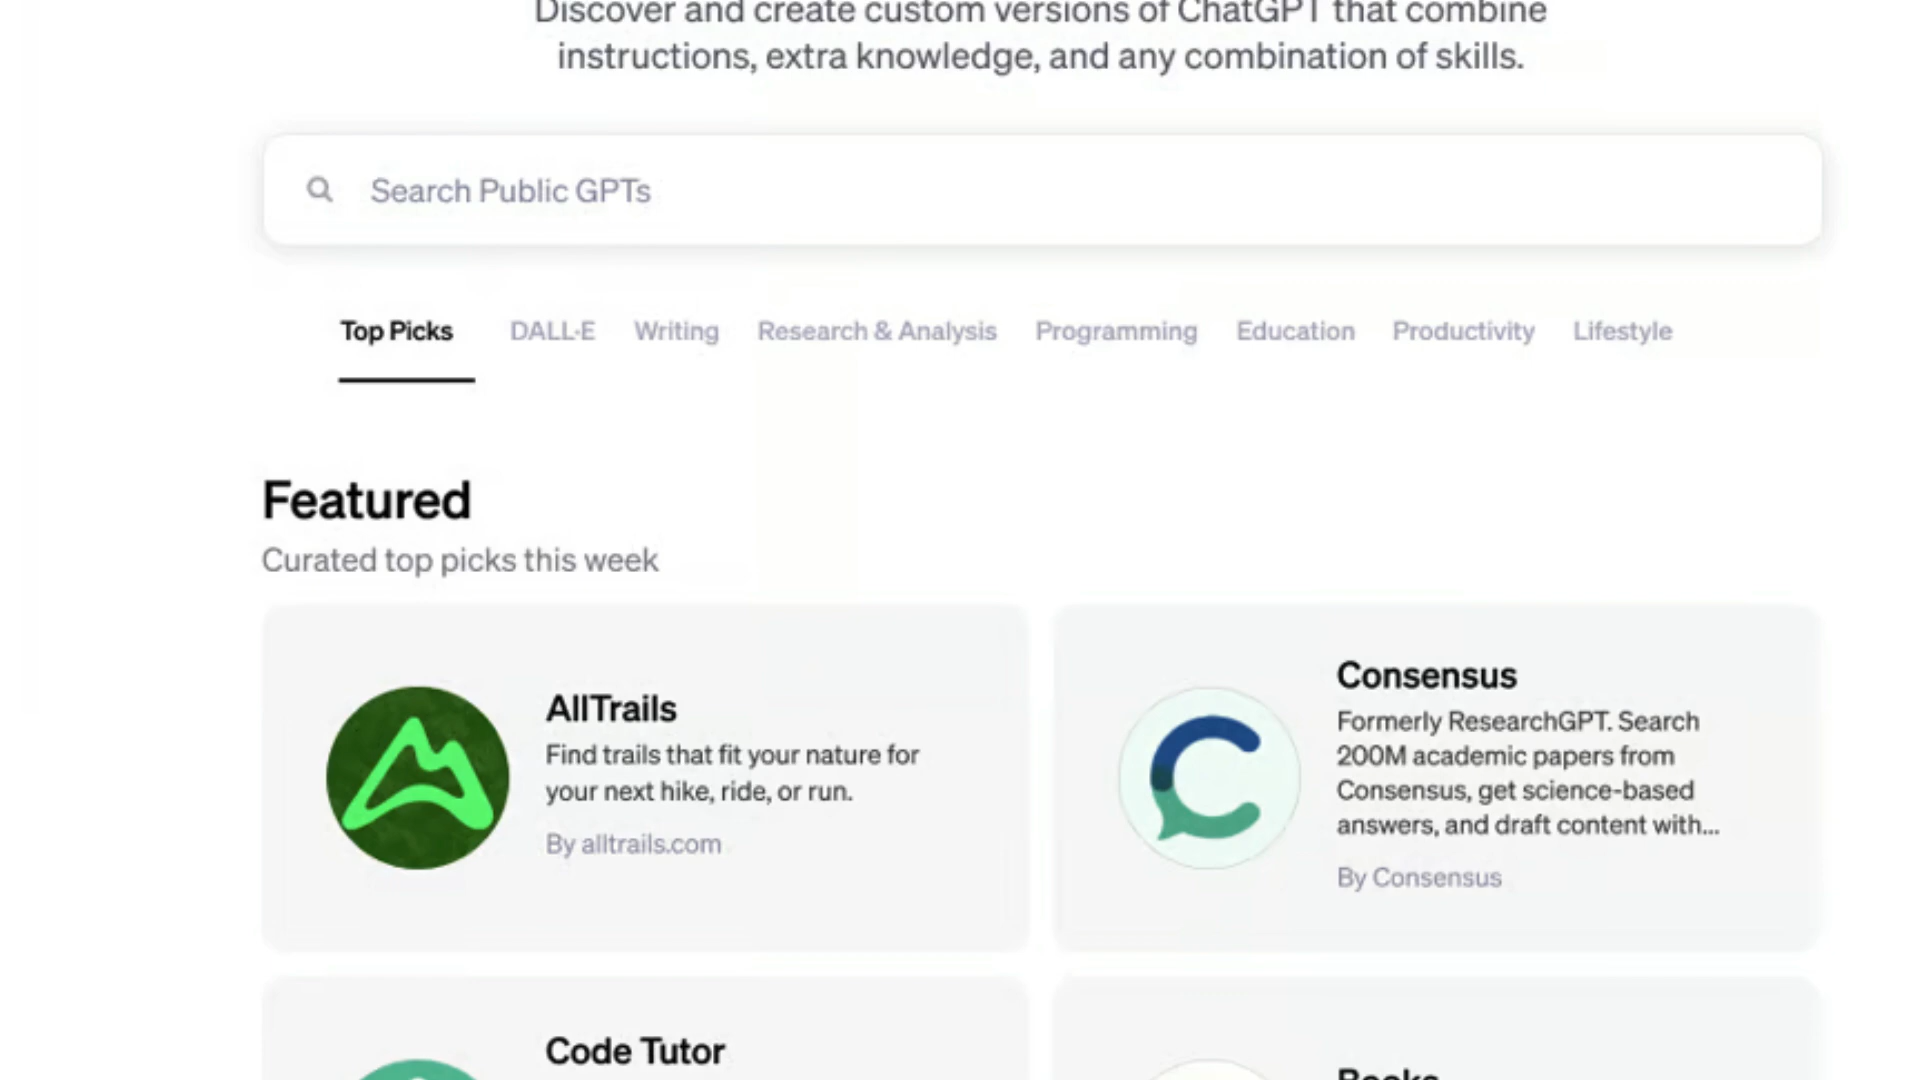 Discover and create custom versions of ChatGPT that combine
instructions, extra knowledge, and any combination of skills.
Search Public GPTs
Top Picks DALL·E Writing Research & Analysis Programming Education Productivity Lifestyle
Featured
Curated top picks this week
AllTrails
Find trails that fit your nature for
your next hike, ride, or run.
By alltrails.com
Consensus
Formerly ResearchGPT. Search
200M academic papers from
Consensus, get science-based
answers, and draft content with...
By Consensus
Code Tutor
Books